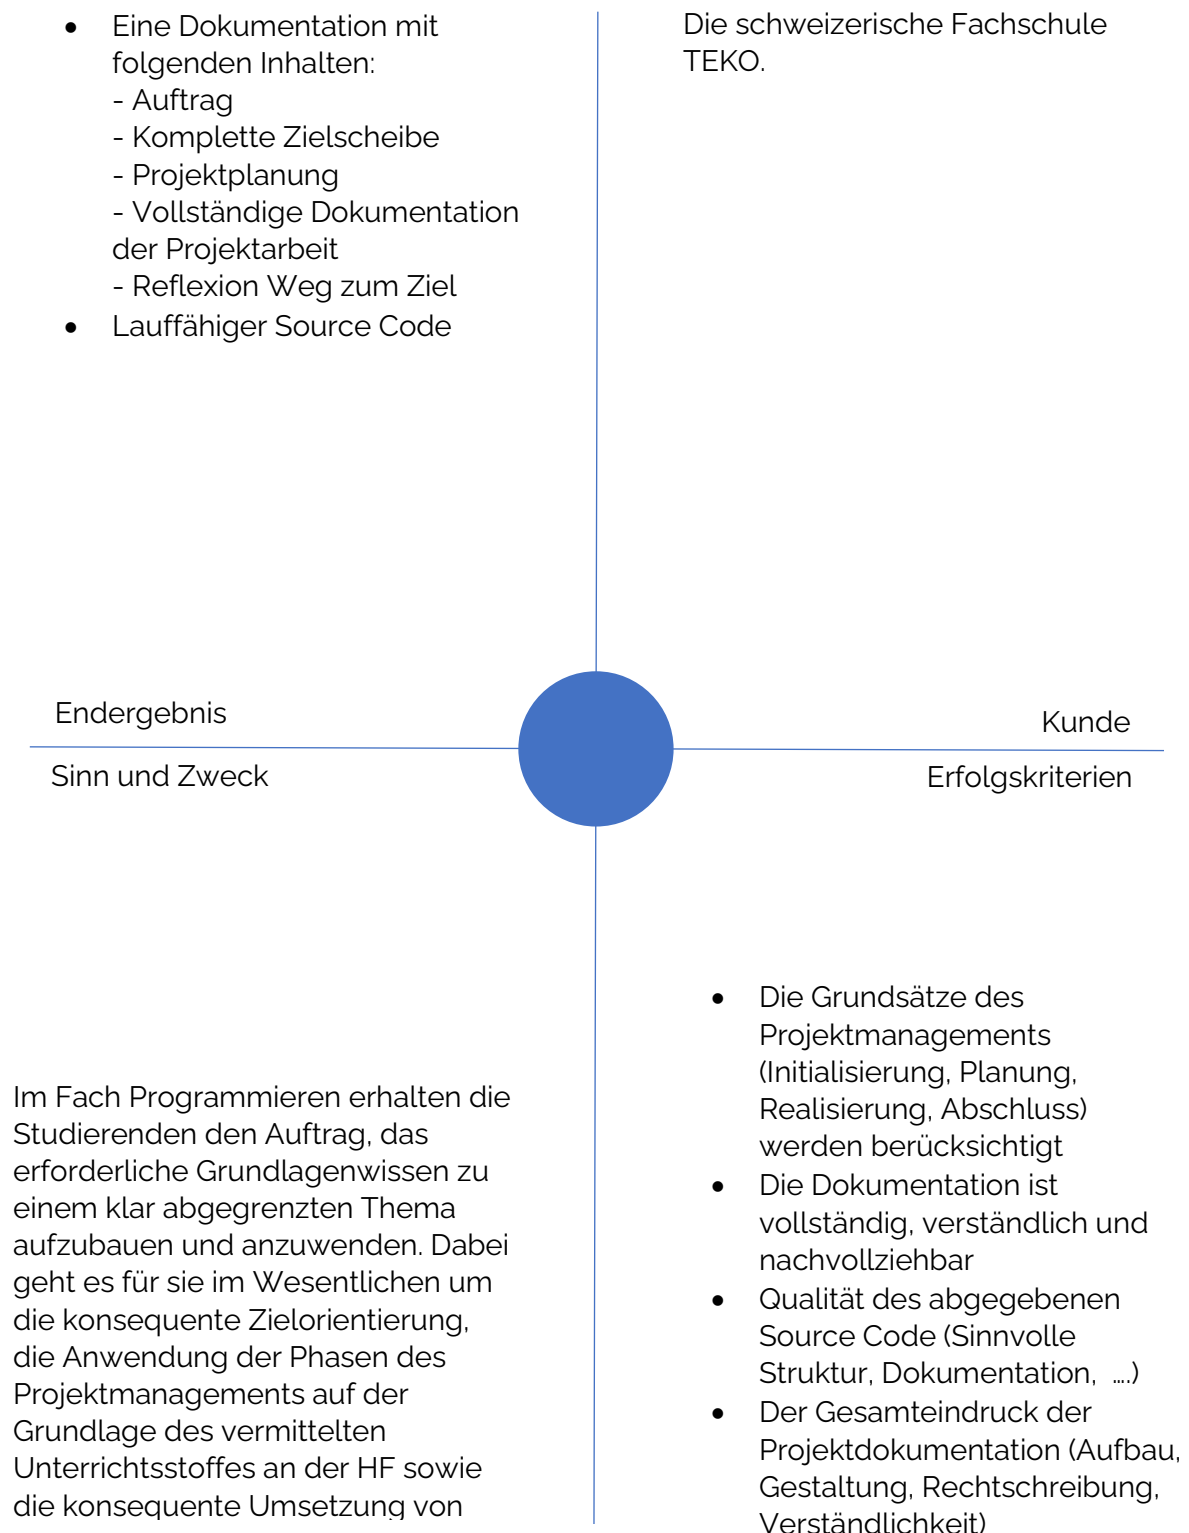 • Eine Dokumentation mit
folgenden Inhalten:
- Auftrag
- Komplette Zielscheibe
- Projektplanung
- Vollständige Dokumentation
der Projektarbeit
- Reflexion Weg zum Ziel
• Lauffähiger Source Code
Die schweizerische Fachschule
TEKO.
Endergebnis
Kunde
Sinn und Zweck
Erfolgskriterien
Im Fach Programmieren erhalten die
Studierenden den Auftrag, das
erforderliche Grundlagenwissen zu
einem klar abgegrenzten Thema
aufzubauen und anzuwenden. Dabei
geht es für sie im Wesentlichen um
die konsequente Zielorientierung,
die Anwendung der Phasen des
Projektmanagements auf der
Grundlage des vermittelten
Unterrichtsstoffes an der HF sowie
die konsequente Umsetzung von
• Die Grundsätze des
Projektmanagements
(Initialisierung, Planung,
Realisierung, Abschluss)
werden berücksichtigt
• Die Dokumentation ist
vollständig, verständlich und
nachvollziehbar
• Qualität des abgegebenen
Source Code (Sinnvolle
Struktur, Dokumentation, ....)
• Der Gesamteindruck der
Projektdokumentation (Aufbau,
Gestaltung, Rechtschreibung,
Verständlichkeit)